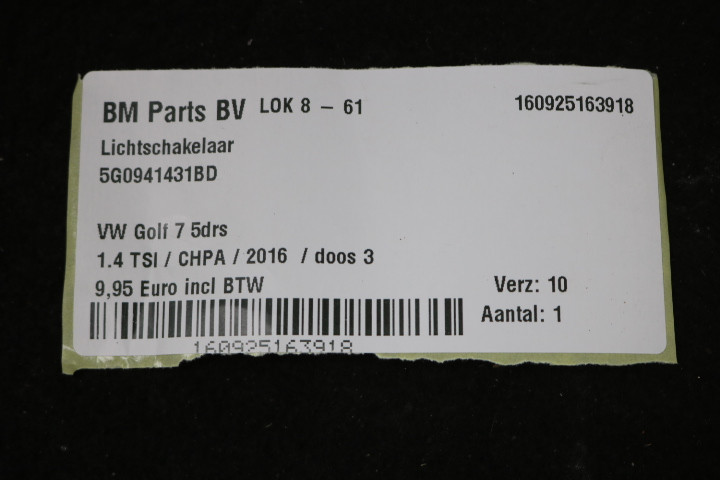 BM Parts BV LOK 8 - 61 160925163918
Lichtschakelaar
5G0941431BD
VW Golf 7 5drs
1.4 TSI / CHPA / 2016 / doos 3
9,95 Euro incl BTW Verz: 10
Aantal: 1
160925163918